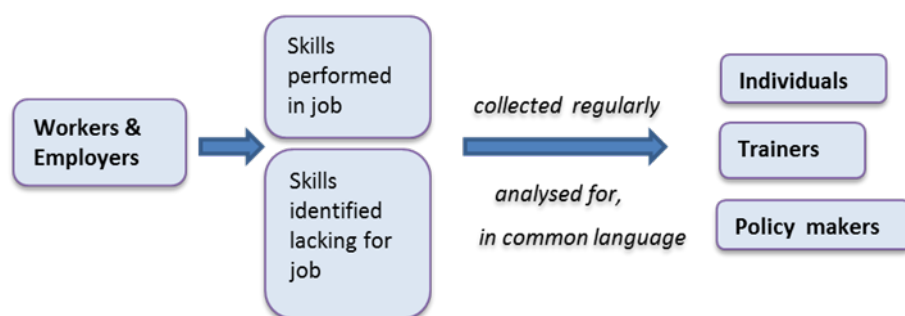 Workers &
Employers
Skills
performed
in job
Skills
identified
lacking for
job
collected regularly
analysed for,
in common language
Individuals
Trainers
Policy makers